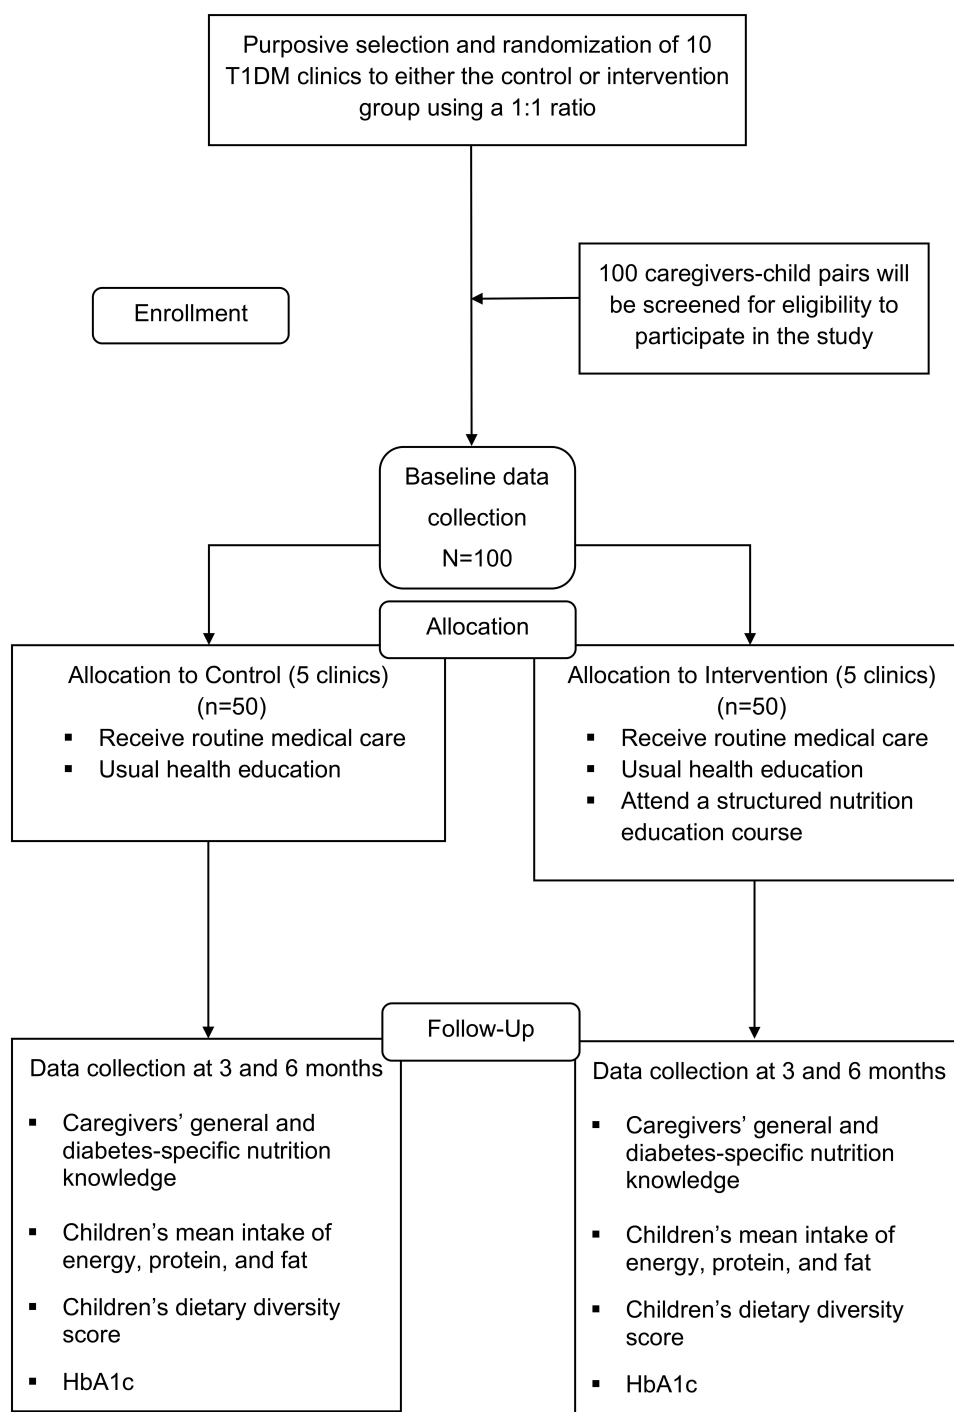 Purposive selection and randomization of 10
T1DM clinics to either the control or intervention
group using a 1:1 ratio
100 caregivers-child pairs will
be screened for eligibility to
participate in the study
Enrollment
Baseline data
collection
N=100
Allocation
Allocation to Control (5 clinics)
(n=50)
▪ Receive routine medical care
▪ Usual health education
Allocation to Intervention (5 clinics)
(n=50)
▪ Receive routine medical care
▪ Usual health education
▪ Attend a structured nutrition
education course
Follow-Up
Data collection at 3 and 6 months
▪ Caregivers’ general and
diabetes-specific nutrition
knowledge
▪ Children’s mean intake of
energy, protein, and fat
▪ Children’s dietary diversity
score
▪ HbA1c
Data collection at 3 and 6 months
▪ Caregivers’ general and
diabetes-specific nutrition
knowledge
▪ Children’s mean intake of
energy, protein, and fat
▪ Children’s dietary diversity
score
▪ HbA1c